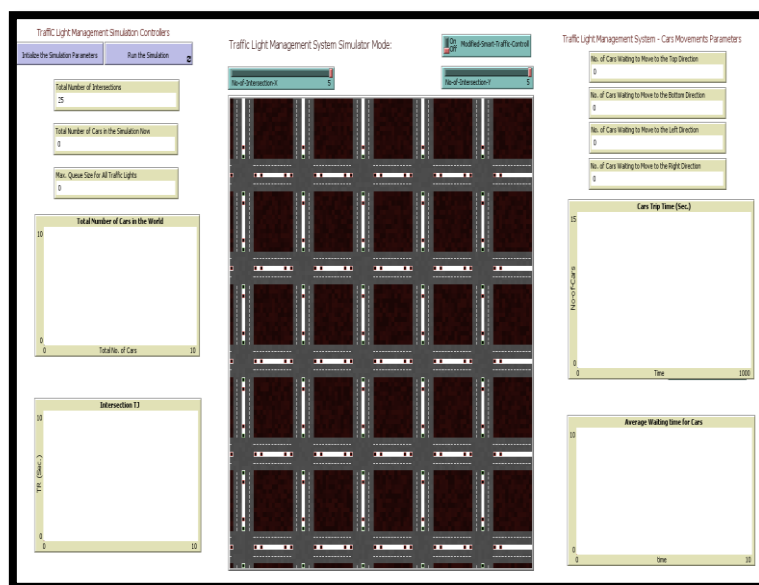 TraffiC Light Management Simulation Controllers
Initialize the Simulation Parameters
Run the Simulation
Total Number of Intersections
25
Total Number of Cars in the Simulation Now
0
Max. Queue Size for All Traffic Lights
0
Total Number of Cars in the World
10
0
0
Total No. of Cars
10
Intersection TJ
10
TR (Sec.)
0
0
10
Traffic Light Management System Simulator Mode:
On
Off
Modified-Smart-Traffic-Controll
No-of-Intersection-X
5
No-of-Intersection-Y
5
Traffic Light Management System - Cars Movements Parameters
No. of Cars Waiting to Move to the Top Direction
0
No. of Cars Waiting to Move to the Bottom Direction
0
No. of Cars Waiting to Move to the Left Direction
0
No. of Cars Waiting to Move to the Right Direction
0
Cars Trip Time (Sec.)
15
No-of-Cars
0
0
Time
1000
Average Waiting time for Cars
10
0
0
time
10